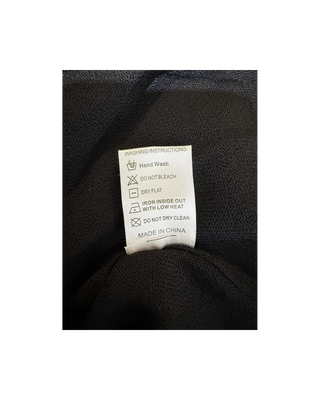 WASHING INSTRUCTIONS
Hand Wash
DO NOT BLEACH
DRY FLAT
IRON INSIDE OUT
WITH LOW HEAT
DO NOT DRY CLEAN
MADE IN CHINA